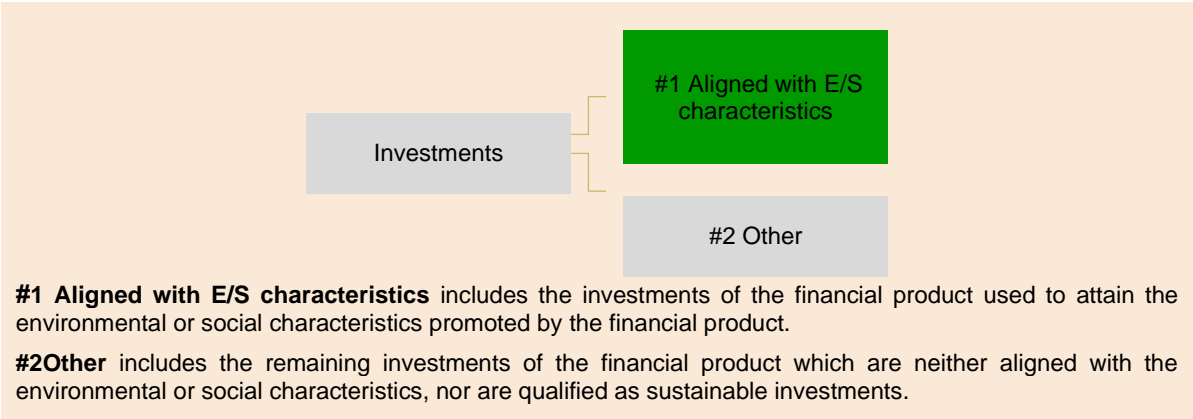 #1 Aligned with E/S
characteristics
Investments
#2 Other
#1 Aligned with E/S characteristics includes the investments of the financial product used to attain the
environmental or social characteristics promoted by the financial product.
#2Other includes the remaining investments of the financial product which are neither aligned with the
environmental or social characteristics, nor are qualified as sustainable investments.